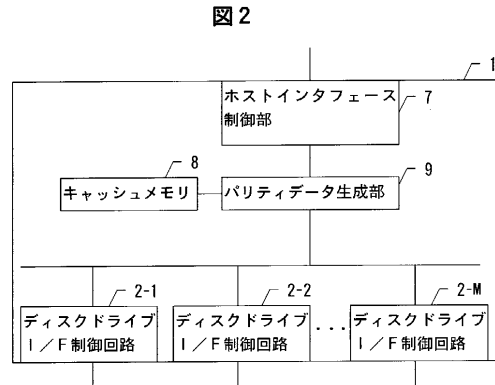 図2
1
ホストインタフェース
制御部
7
8
キャッシュメモリ
9
パリティデータ生成部
2-1
ディスクドライブ
I/F制御回路
2-2
ディスクドライブ
I/F制御回路
...
2-M
ディスクドライブ
I/F制御回路